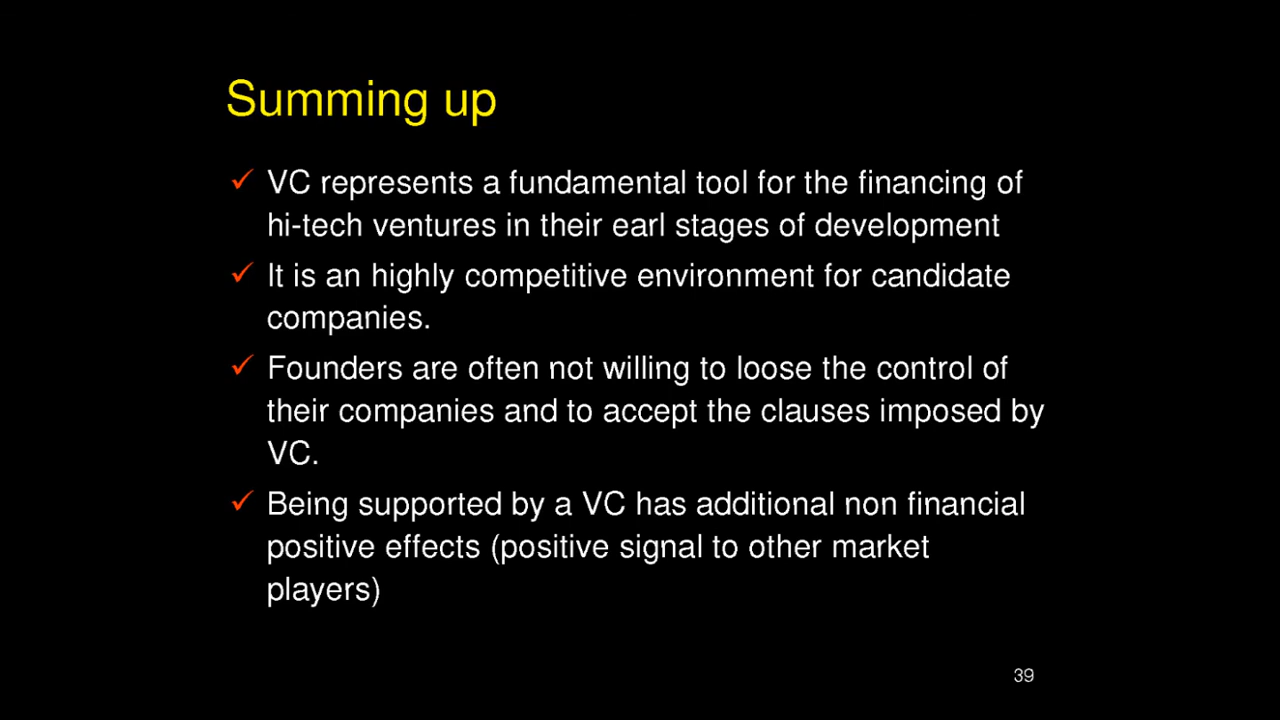 Summing up
✓ VC represents a fundamental tool for the financing of
hi-tech ventures in their earl stages of development
✓ It is an highly competitive environment for candidate
companies.
✓ Founders are often not willing to loose the control of
their companies and to accept the clauses imposed by
VC.
✓ Being supported by a VC has additional non financial
positive effects (positive signal to other market
players)
39